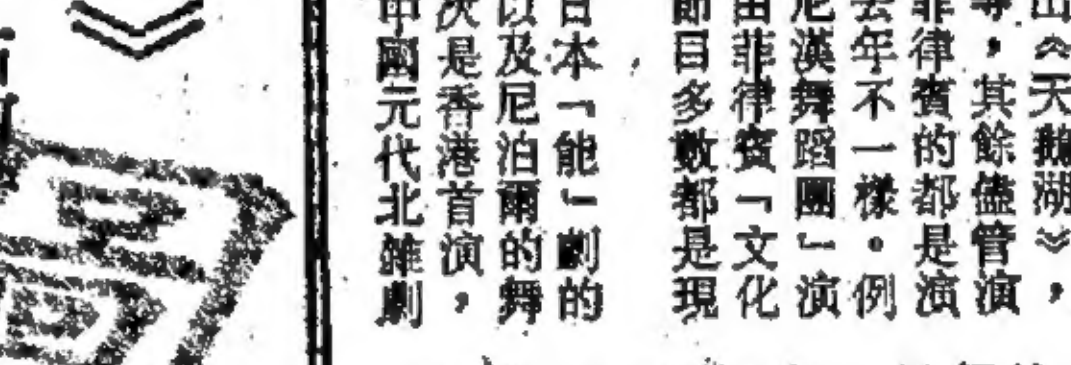 山《天鵝湖》，
等，其餘儘管演
菲律賓的都是演
去年不一樣。例
尼漢舞蹈團」演
由菲律賓「文化
節目多數都是現
日本「能」劇的
以及尼泊爾的舞
次是香港首演，
中國元代北雜劇
》